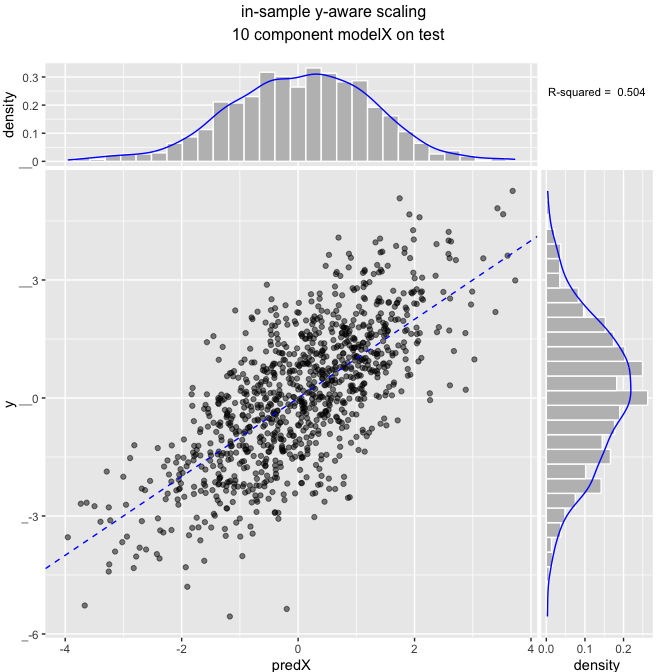 in-sample y-aware scaling
10 component modelX on test
density
0.3
0.2
0.1
0
R-squared = 0.504
y
3
0
-3
-6
-4
-2
0
2
4
predX
0.0
0.1
0.2
density